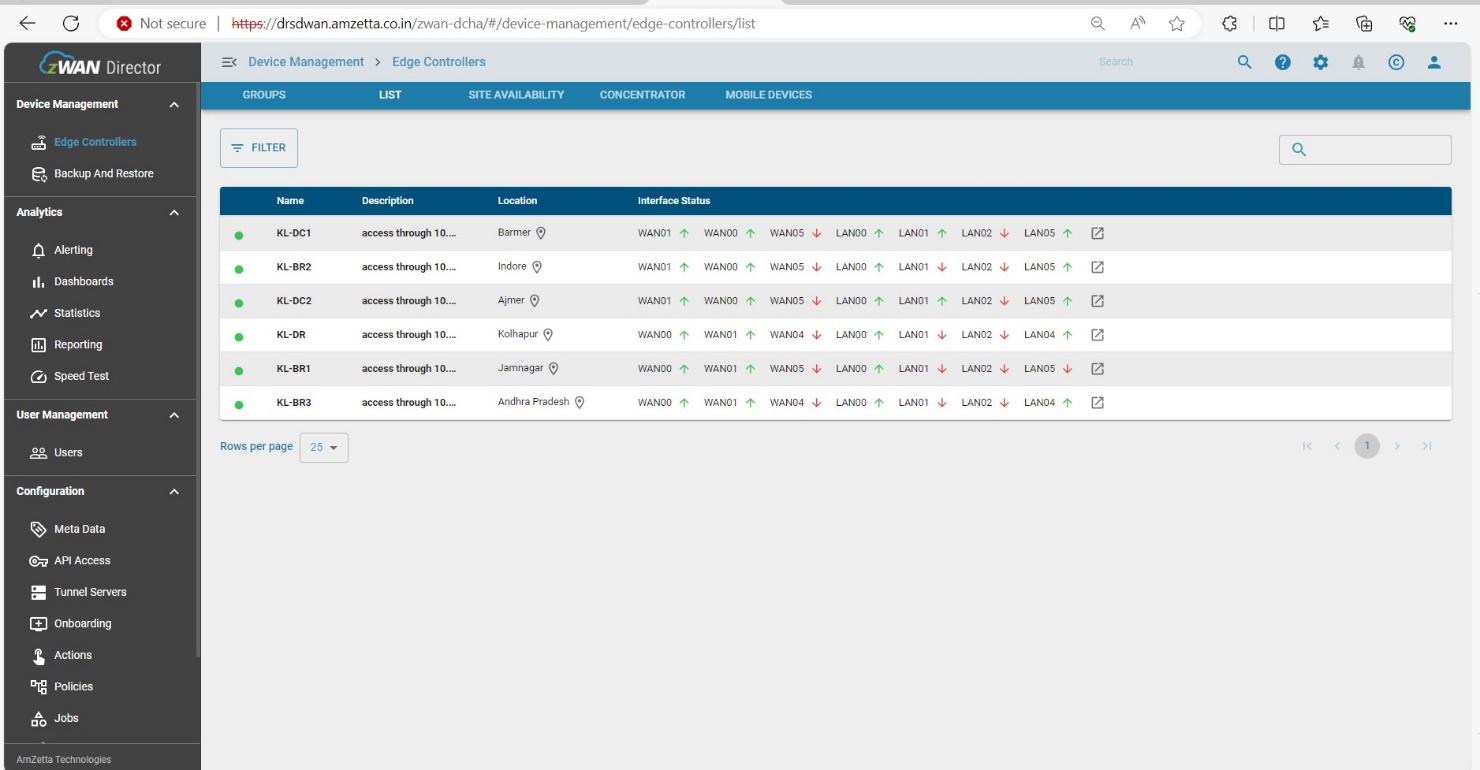 Not secure https://drsdwan.amzetta.co.in/zwan-dcha/#/device-management/edge-controllers/list
zWAN Director
Device Management > Edge Controllers
Search
GROUPS LIST SITE AVAILABILITY CONCENTRATOR MOBILE DEVICES
Device Management
Edge Controllers
Backup And Restore
Analytics
Alerting
Dashboards
Statistics
Reporting
Speed Test
User Management
Users
Configuration
Meta Data
API Access
Tunnel Servers
Onboarding
Actions
Policies
Jobs
AmZetta Technologies
FILTER
Name Description Location Interface Status
KL-DC1 access through 10.... Barmer WAN01 ↑ WAN00 ↑ WAN05 ↓ LAN00 ↑ LAN01 ↑ LAN02 ↓ LAN05 ↑
KL-BR2 access through 10.... Indore WAN01 ↑ WAN00 ↑ WAN05 ↓ LAN00 ↑ LAN01 ↓ LAN02 ↓ LAN05 ↑
KL-DC2 access through 10.... Ajmer WAN01 ↑ WAN00 ↑ WAN05 ↓ LAN00 ↑ LAN01 ↑ LAN02 ↓ LAN05 ↑
KL-DR access through 10.... Kolhapur WAN00 ↑ WAN01 ↑ WAN04 ↓ LAN00 ↑ LAN01 ↓ LAN02 ↓ LAN04 ↑
KL-BR1 access through 10.... Jamnagar WAN00 ↑ WAN01 ↑ WAN05 ↓ LAN00 ↑ LAN01 ↓ LAN02 ↓ LAN05 ↓
KL-BR3 access through 10.... Andhra Pradesh WAN00 ↑ WAN01 ↑ WAN04 ↓ LAN00 ↑ LAN01 ↓ LAN02 ↓ LAN04 ↑
Rows per page 25
1